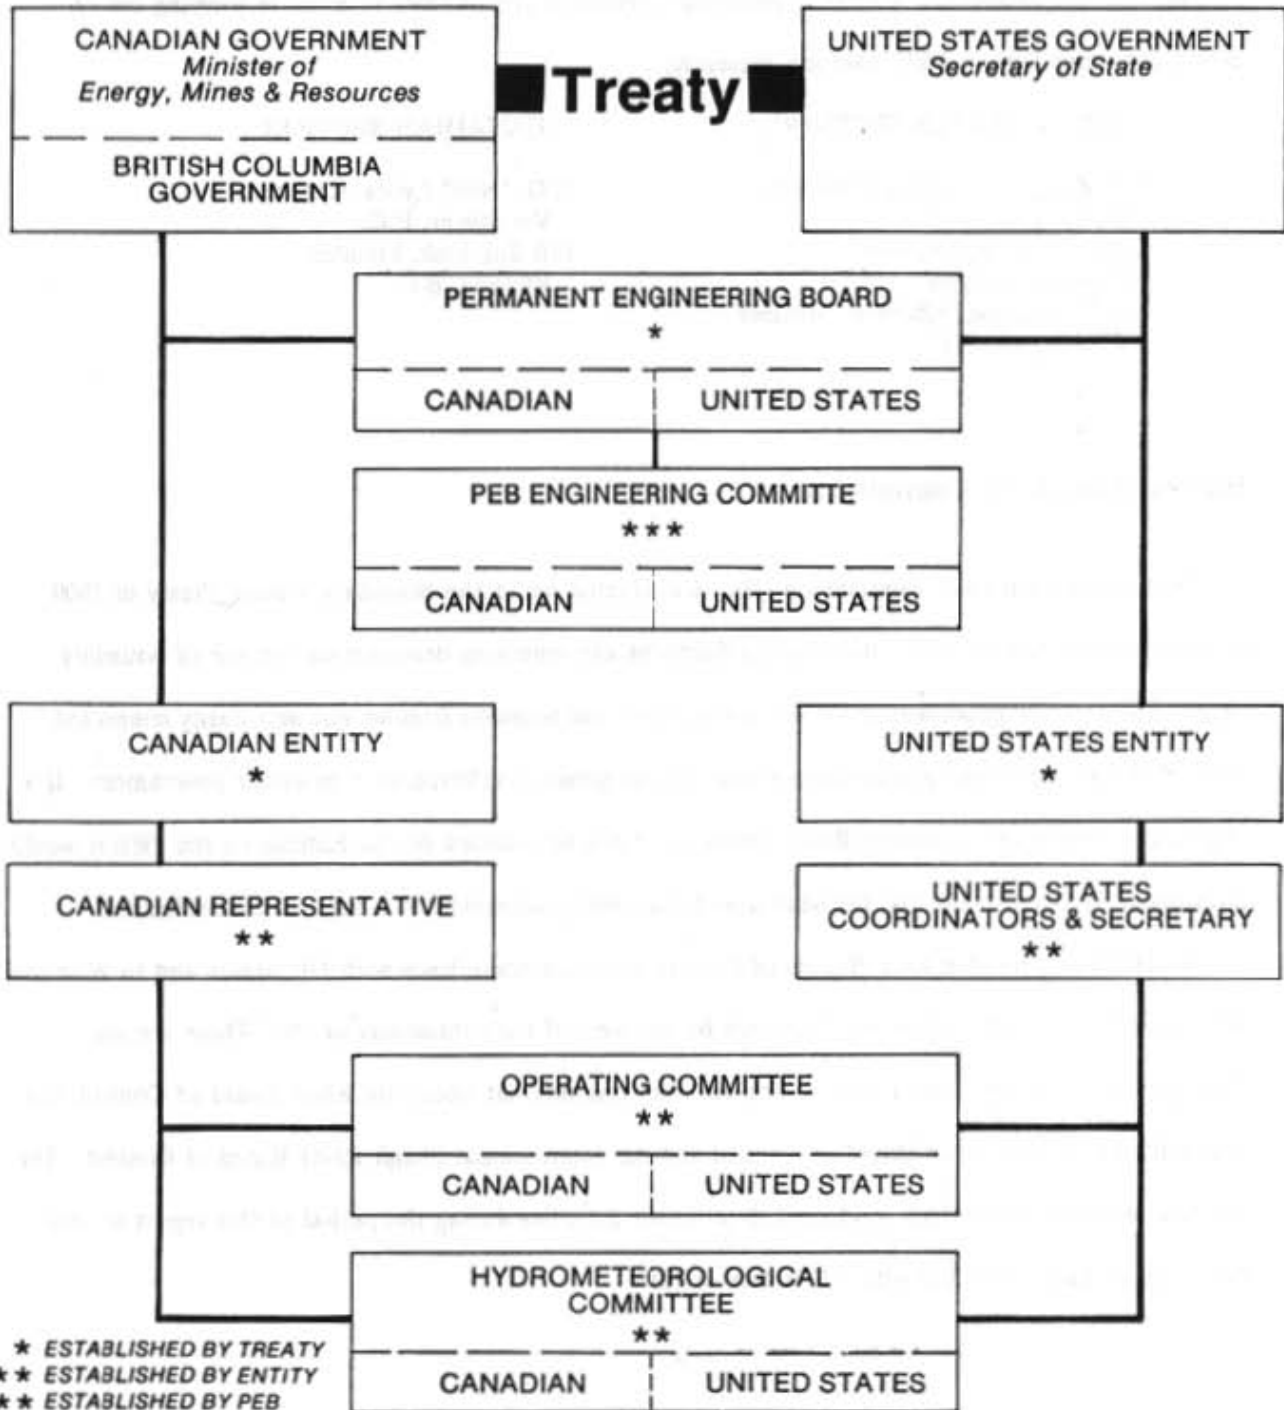 CANADIAN GOVERNMENT
Minister of
Energy, Mines & Resources
BRITISH COLUMBIA
GOVERNMENT
Treaty
UNITED STATES GOVERNMENT
Secretary of State
PERMANENT ENGINEERING BOARD
*
CANADIAN UNITED STATES
PEB ENGINEERING COMMITTE
***
CANADIAN UNITED STATES
CANADIAN ENTITY
*
UNITED STATES ENTITY
*
CANADIAN REPRESENTATIVE
**
UNITED STATES
COORDINATORS & SECRETARY
**
OPERATING COMMITTEE
**
CANADIAN UNITED STATES
HYDROMETEOROLOGICAL
COMMITTEE
**
CANADIAN UNITED STATES
* ESTABLISHED BY TREATY
** ESTABLISHED BY ENTITY
** ESTABLISHED BY PEB